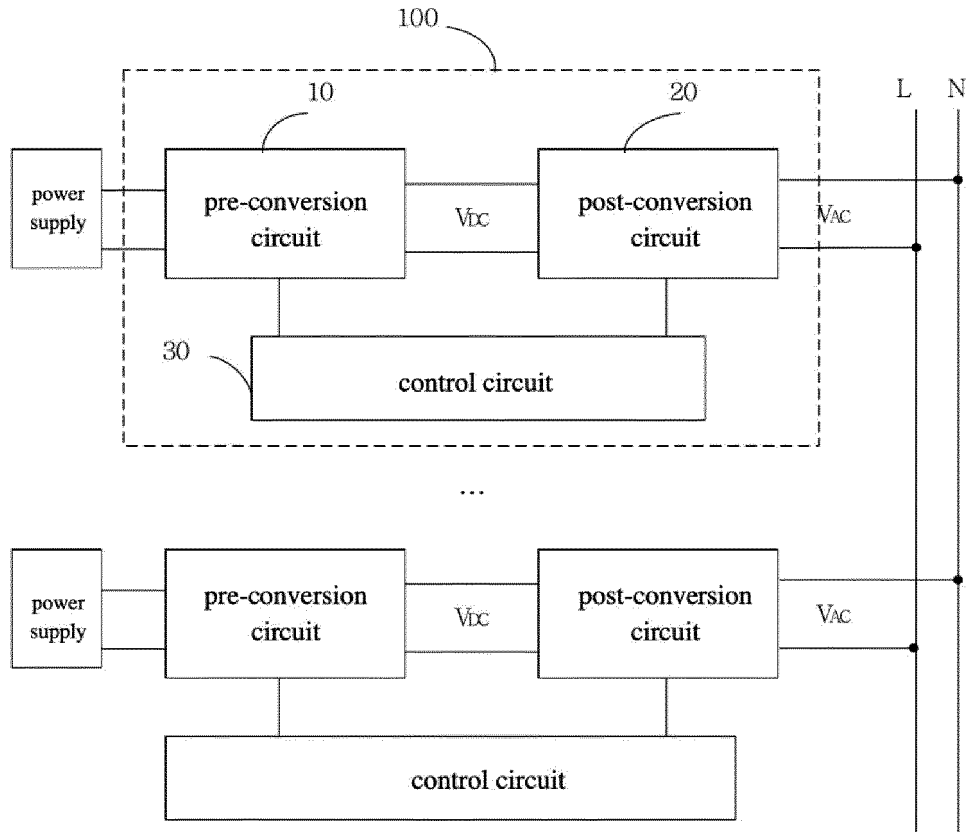 100
10
20
L N
power
supply
pre-conversion
circuit
VDC
post-conversion
circuit
VAC
30
control circuit
...
power
supply
pre-conversion
circuit
VDC
post-conversion
circuit
VAC
control circuit